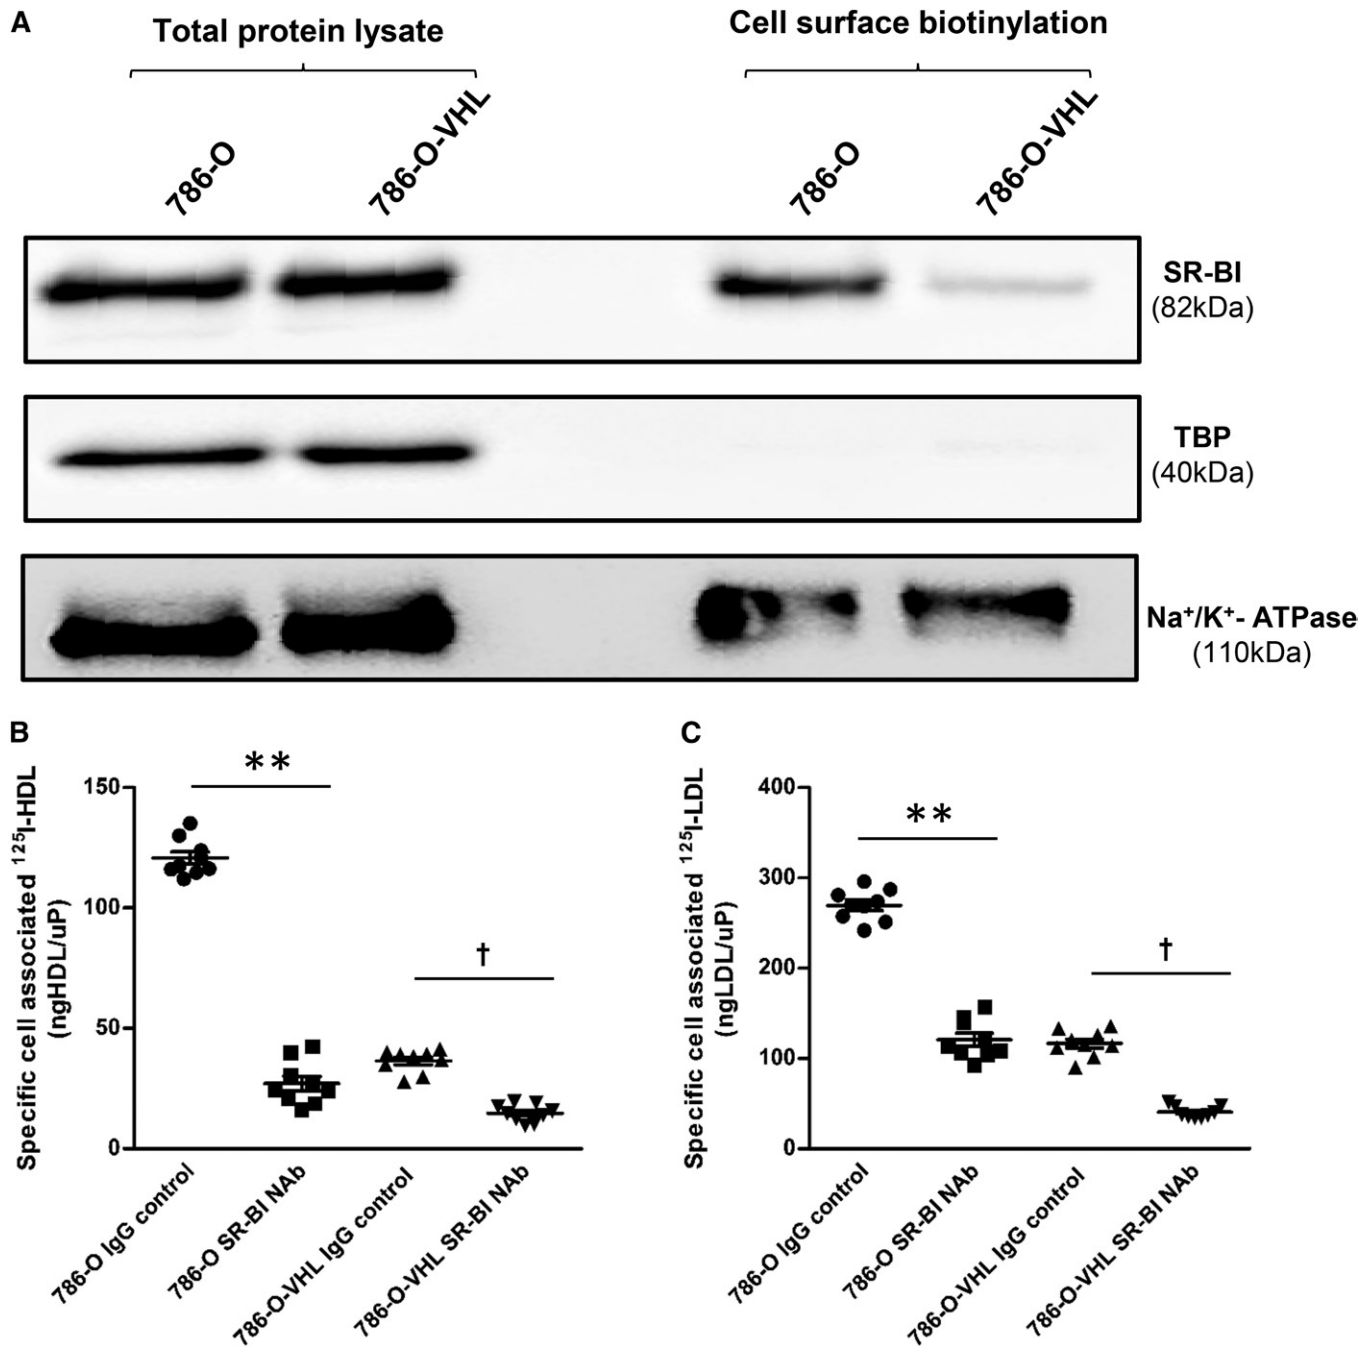 A
Total protein lysate
Cell surface biotinylation
786-O
786-O-VHL
786-O
786-O-VHL
SR-BI
(82kDa)
TBP
(40kDa)
Na⁺/K⁺- ATPase
(110kDa)
B
Specific cell associated ¹²⁵I-HDL
(ngHDL/uP)
150
100
50
0
**
†
786-O IgG control
786-O SR-BI NAb
786-O-VHL IgG control
786-O-VHL SR-BI NAb
C
Specific cell associated ¹²⁵I-LDL
(ngLDL/uP)
400
300
200
100
0
**
†
786-O IgG control
786-O SR-BI NAb
786-O-VHL IgG control
786-O-VHL SR-BI NAb